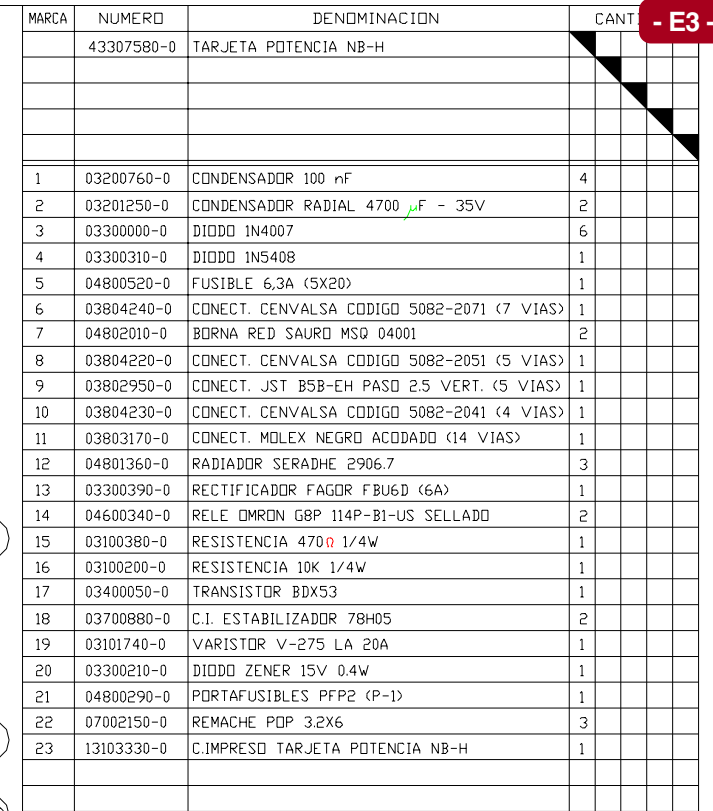 MARCA NUMERO DENOMINACION CANTI
- E3 -
43307580-0 TARJETA POTENCIA NB-H
1 03200760-0 CONDENSADOR 100 nF 4
2 03201250-0 CONDENSADOR RADIAL 4700 µF - 35V 2
3 03300000-0 DIODO 1N4007 6
4 03300310-0 DIODO 1N5408 1
5 04800520-0 FUSIBLE 6,3A (5X20) 1
6 03804240-0 CONECT. CENVALSA CODIGO 5082-2071 (7 VIAS) 1
7 04802010-0 BORNA RED SAURO MSQ 04001 2
8 03804220-0 CONECT. CENVALSA CODIGO 5082-2051 (5 VIAS) 1
9 03802950-0 CONECT. JST B5B-EH PASO 2.5 VERT. (5 VIAS) 1
10 03804230-0 CONECT. CENVALSA CODIGO 5082-2041 (4 VIAS) 1
11 03803170-0 CONECT. MOLEX NEGRO ACODADO (14 VIAS) 1
12 04801360-0 RADIADOR SERADHE 2906.7 3
13 03300390-0 RECTIFICADOR FAGOR FBU6D (6A) 1
14 04600340-0 RELE OMRON G8P 114P-B1-US SELLADO 2
15 03100380-0 RESISTENCIA 470Ω 1/4W 1
16 03100200-0 RESISTENCIA 10K 1/4W 1
17 03400050-0 TRANSISTOR BDX53 1
18 03700880-0 C.I. ESTABILIZADOR 78H05 2
19 03101740-0 VARISTOR V-275 LA 20A 1
20 03300210-0 DIODO ZENER 15V 0.4W 1
21 04800290-0 PORTAFUSIBLES PFP2 (P-1) 1
22 07002150-0 REMACHE POP 3.2X6 3
23 13103330-0 C.IMPRESO TARJETA POTENCIA NB-H 1